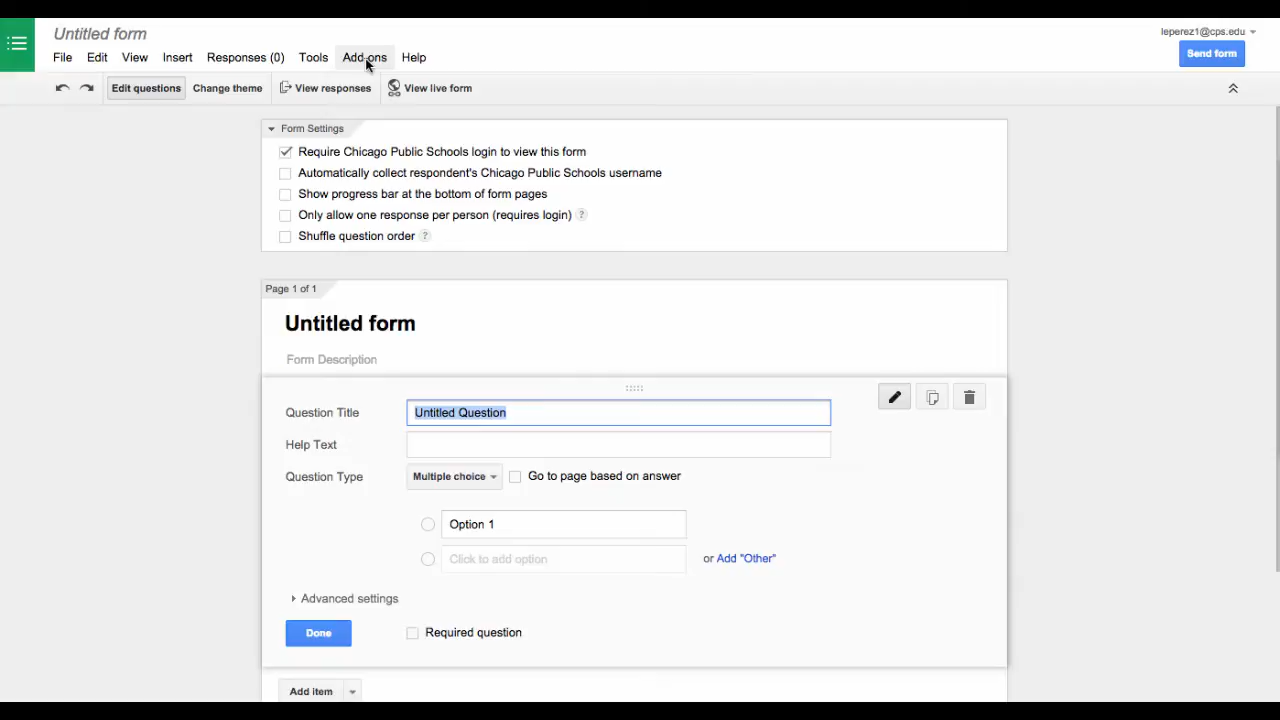 Untitled form
leperez1@cps.edu
File Edit View Insert Responses (0) Tools Add-ons Help
Send form
Edit questions Change theme View responses View live form
Form Settings
Require Chicago Public Schools login to view this form
Automatically collect respondent's Chicago Public Schools username
Show progress bar at the bottom of form pages
Only allow one response per person (requires login) ?
Shuffle question order ?
Page 1 of 1
Untitled form
Form Description
Question Title Untitled Question
Help Text
Question Type Multiple choice Go to page based on answer
Option 1
Click to add option or Add "Other"
Advanced settings
Done Required question
Add item